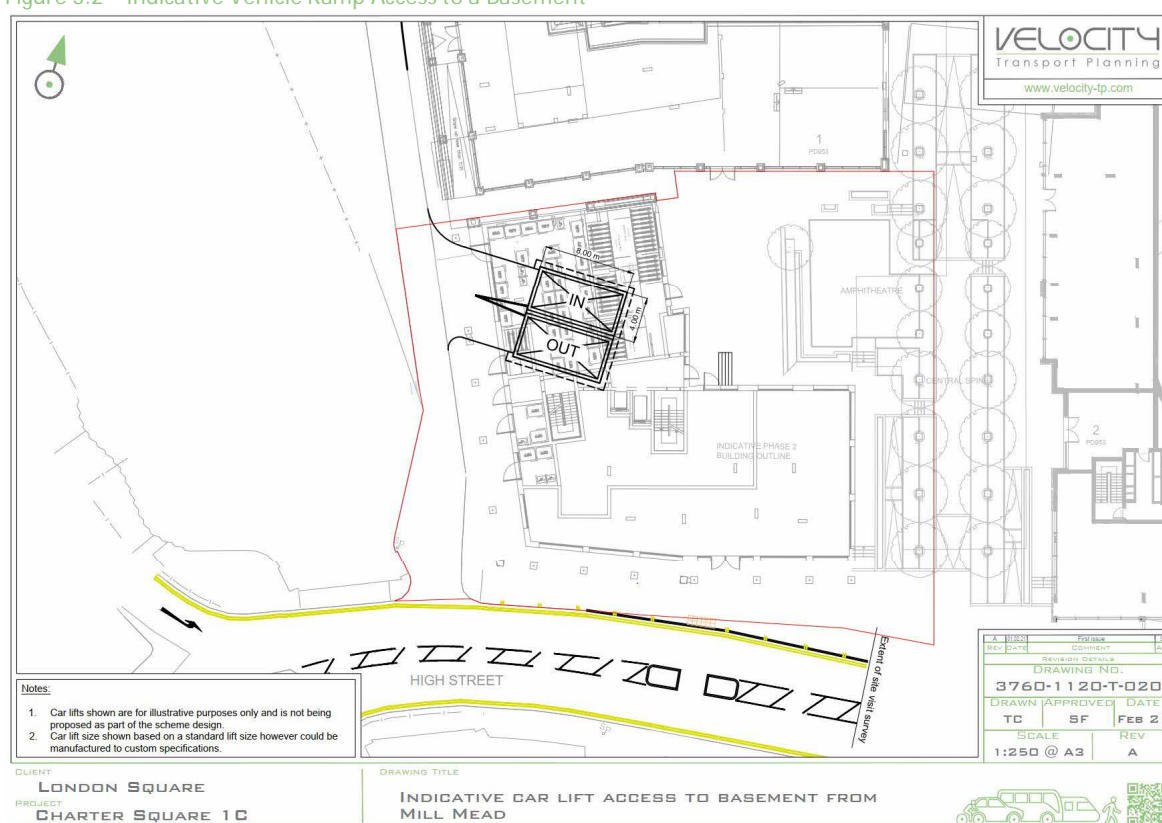 Figure 3.2 – Indicative Vehicle Ramp Access to a Basement
VELOCITY
Transport Planning
www.velocity-tp.com
1
PD953
8.00 m
IN
4.00 m
OUT
AMPHITHEATRE
CENTRAL SPINE
INDICATIVE PHASE 2
BUILDING OUTLINE
2
PD953
Extent of site visit survey
HIGH STREET
Notes:
1. Car lifts shown are for illustrative purposes only and is not being
proposed as part of the scheme design.
2. Car lift size shown based on a standard lift size however could be
manufactured to custom specifications.
A First issue
REV DATE COMMENT
REVISION DETAILS
DRAWING NO.
3760-1120-T-020
DRAWN APPROVED DATE
TC SF FEB 2
SCALE REV
1:250 @ A3 A
CLIENT
LONDON SQUARE
PROJECT
CHARTER SQUARE 1C
DRAWING TITLE
INDICATIVE CAR LIFT ACCESS TO BASEMENT FROM
MILL MEAD